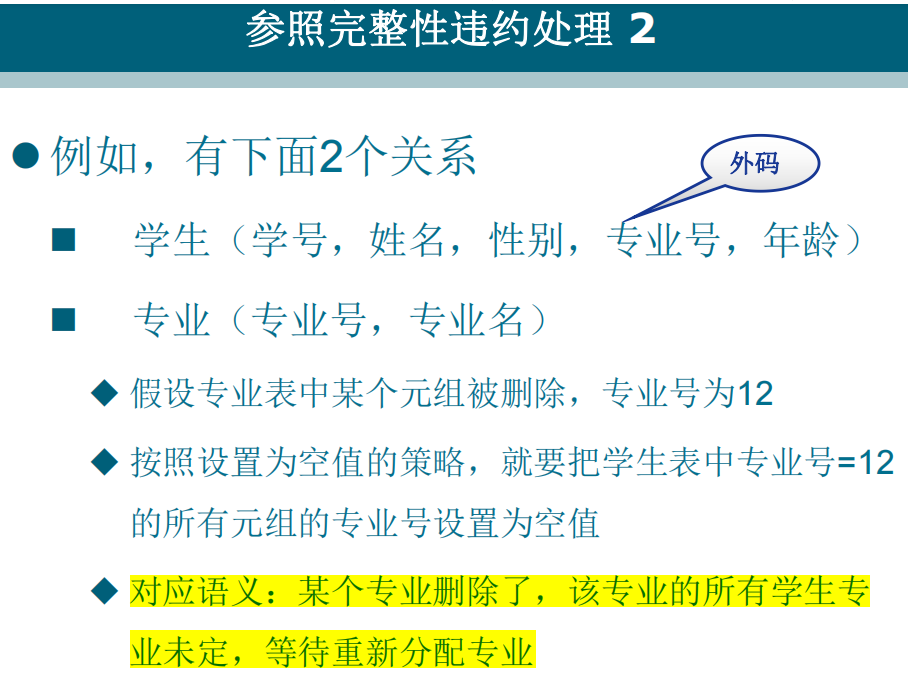 参照完整性违约处理 2
例如，有下面2个关系
外码
学生（学号，姓名，性别，专业号，年龄）
专业（专业号，专业名）
假设专业表中某个元组被删除，专业号为12
按照设置为空值的策略，就要把学生表中专业号=12
的所有元组的专业号设置为空值
对应语义：某个专业删除了，该专业的所有学生专
业未定，等待重新分配专业